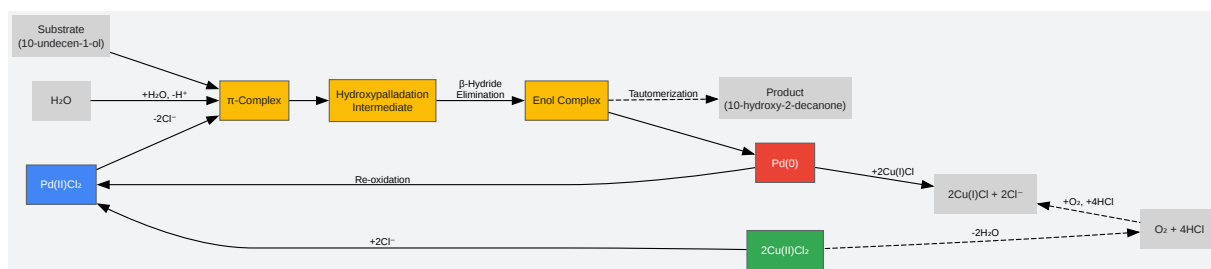 Substrate
(10-undecen-1-ol)
H₂O
+H₂O, -H⁺
-2Cl⁻
π-Complex
Hydroxypalladation
Intermediate
β-Hydride
Elimination
Enol Complex
Tautomerization
Product
(10-hydroxy-2-decanone)
Pd(II)Cl₂
Re-oxidation
Pd(0)
+2Cu(I)Cl
2Cu(I)Cl + 2Cl⁻
+O₂, +4HCl
O₂ + 4HCl
+2Cl⁻
2Cu(II)Cl₂
-2H₂O